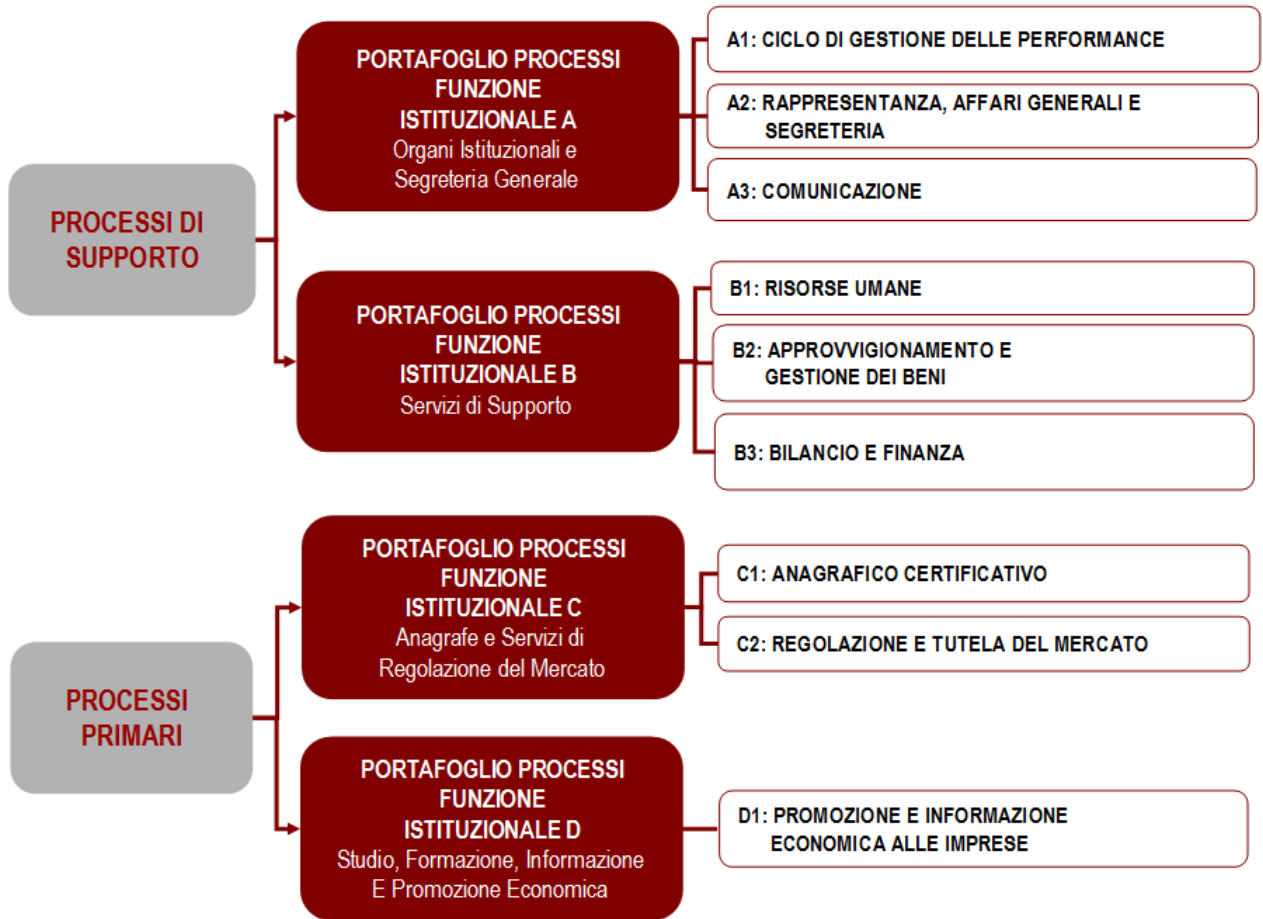 PROCESSI DI
SUPPORTO
PORTAFOGLIO PROCESSI
FUNZIONE
ISTITUZIONALE A
Organi Istituzionali e
Segreteria Generale
A1: CICLO DI GESTIONE DELLE PERFORMANCE
A2: RAPPRESENTANZA, AFFARI GENERALI E
SEGRETERIA
A3: COMUNICAZIONE
PORTAFOGLIO PROCESSI
FUNZIONE
ISTITUZIONALE B
Servizi di Supporto
B1: RISORSE UMANE
B2: APPROVVIGIONAMENTO E
GESTIONE DEI BENI
B3: BILANCIO E FINANZA
PROCESSI
PRIMARI
PORTAFOGLIO PROCESSI
FUNZIONE
ISTITUZIONALE C
Anagrafe e Servizi di
Regolazione del Mercato
C1: ANAGRAFICO CERTIFICATIVO
C2: REGOLAZIONE E TUTELA DEL MERCATO
PORTAFOGLIO PROCESSI
FUNZIONE
ISTITUZIONALE D
Studio, Formazione, Informazione
E Promozione Economica
D1: PROMOZIONE E INFORMAZIONE
ECONOMICA ALLE IMPRESE